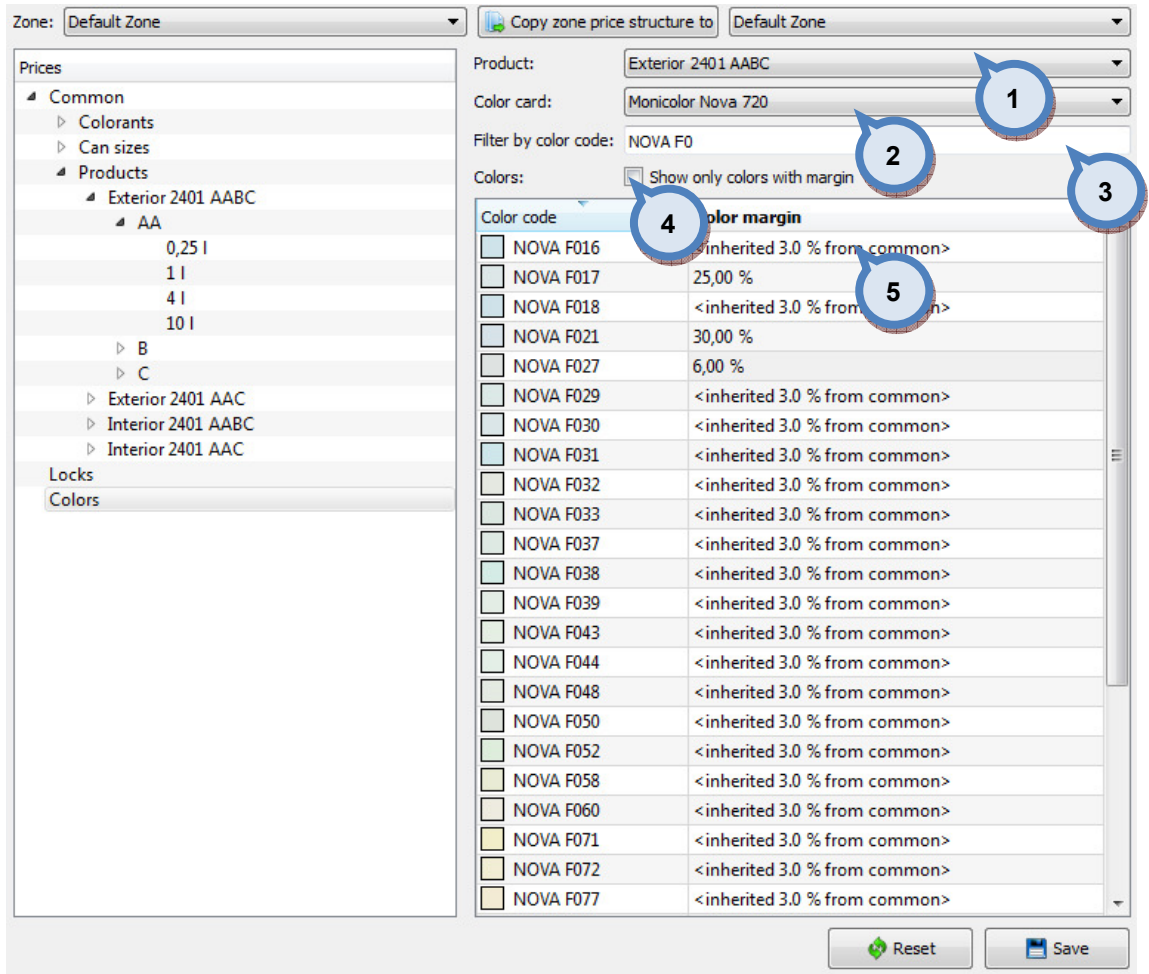 Zone: Default Zone Copy zone price structure to Default Zone
Prices
Common
Colorants
Can sizes
Products
Exterior 2401 AABC
AA
0,25 l
1 l
4 l
10 l
B
C
Exterior 2401 AAC
Interior 2401 AABC
Interior 2401 AAC
Locks
Colors
Product: Exterior 2401 AABC
Color card: Monicolor Nova 720
Filter by color code: NOVA F0
Colors: Show only colors with margin
1
2
3
4
5
Color code olor margin
NOVA F016 inherited 3.0 % from common>
NOVA F017 25,00 %
NOVA F018 <inherited 3.0 % from n>
NOVA F021 30,00 %
NOVA F027 6,00 %
NOVA F029 <inherited 3.0 % from common>
NOVA F030 <inherited 3.0 % from common>
NOVA F031 <inherited 3.0 % from common>
NOVA F032 <inherited 3.0 % from common>
NOVA F033 <inherited 3.0 % from common>
NOVA F037 <inherited 3.0 % from common>
NOVA F038 <inherited 3.0 % from common>
NOVA F039 <inherited 3.0 % from common>
NOVA F043 <inherited 3.0 % from common>
NOVA F044 <inherited 3.0 % from common>
NOVA F048 <inherited 3.0 % from common>
NOVA F050 <inherited 3.0 % from common>
NOVA F052 <inherited 3.0 % from common>
NOVA F058 <inherited 3.0 % from common>
NOVA F060 <inherited 3.0 % from common>
NOVA F071 <inherited 3.0 % from common>
NOVA F072 <inherited 3.0 % from common>
NOVA F077 <inherited 3.0 % from common>
Reset Save